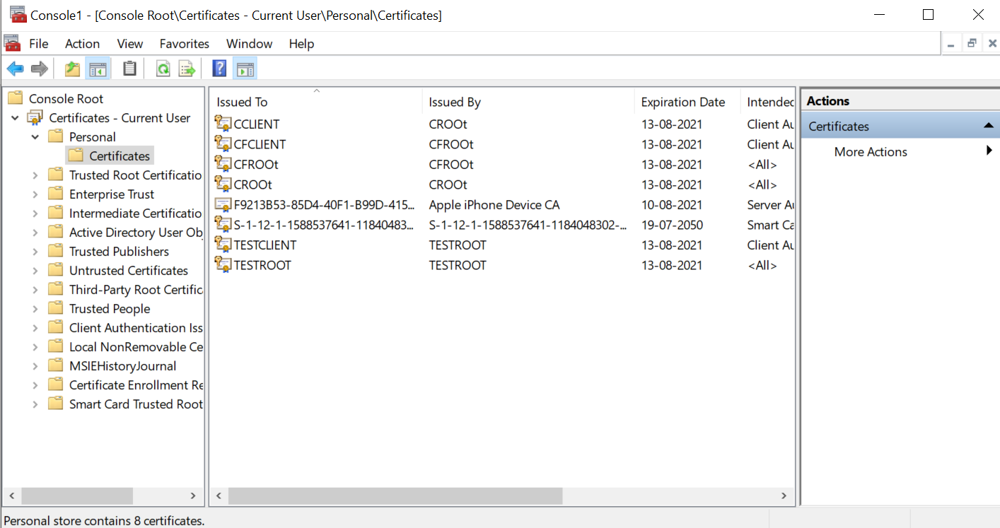 Console1 - [Console Root\Certificates - Current User\Personal\Certificates]
File Action View Favorites Window Help
Console Root
Certificates - Current User
Personal
Certificates
Trusted Root Certificatio
Enterprise Trust
Intermediate Certificatio
Active Directory User Ob
Trusted Publishers
Untrusted Certificates
Third-Party Root Certific
Trusted People
Client Authentication Iss
Local NonRemovable Ce
MSIEHistoryJournal
Certificate Enrollment Re
Smart Card Trusted Root
Issued To Issued By Expiration Date Intended
CCLIENT CROOt 13-08-2021 Client Au
CFCLIENT CFROOt 13-08-2021 Client Au
CFROOt CFROOt 13-08-2021 <All>
CROOt CROOt 13-08-2021 <All>
F9213B53-85D4-40F1-B99D-415... Apple iPhone Device CA 10-08-2021 Server Au
S-1-12-1-1588537641-11840483... S-1-12-1-1588537641-1184048302-... 19-07-2050 Smart Ca
TESTCLIENT TESTROOT 13-08-2021 Client Au
TESTROOT TESTROOT 13-08-2021 <All>
Actions
Certificates
More Actions
Personal store contains 8 certificates.